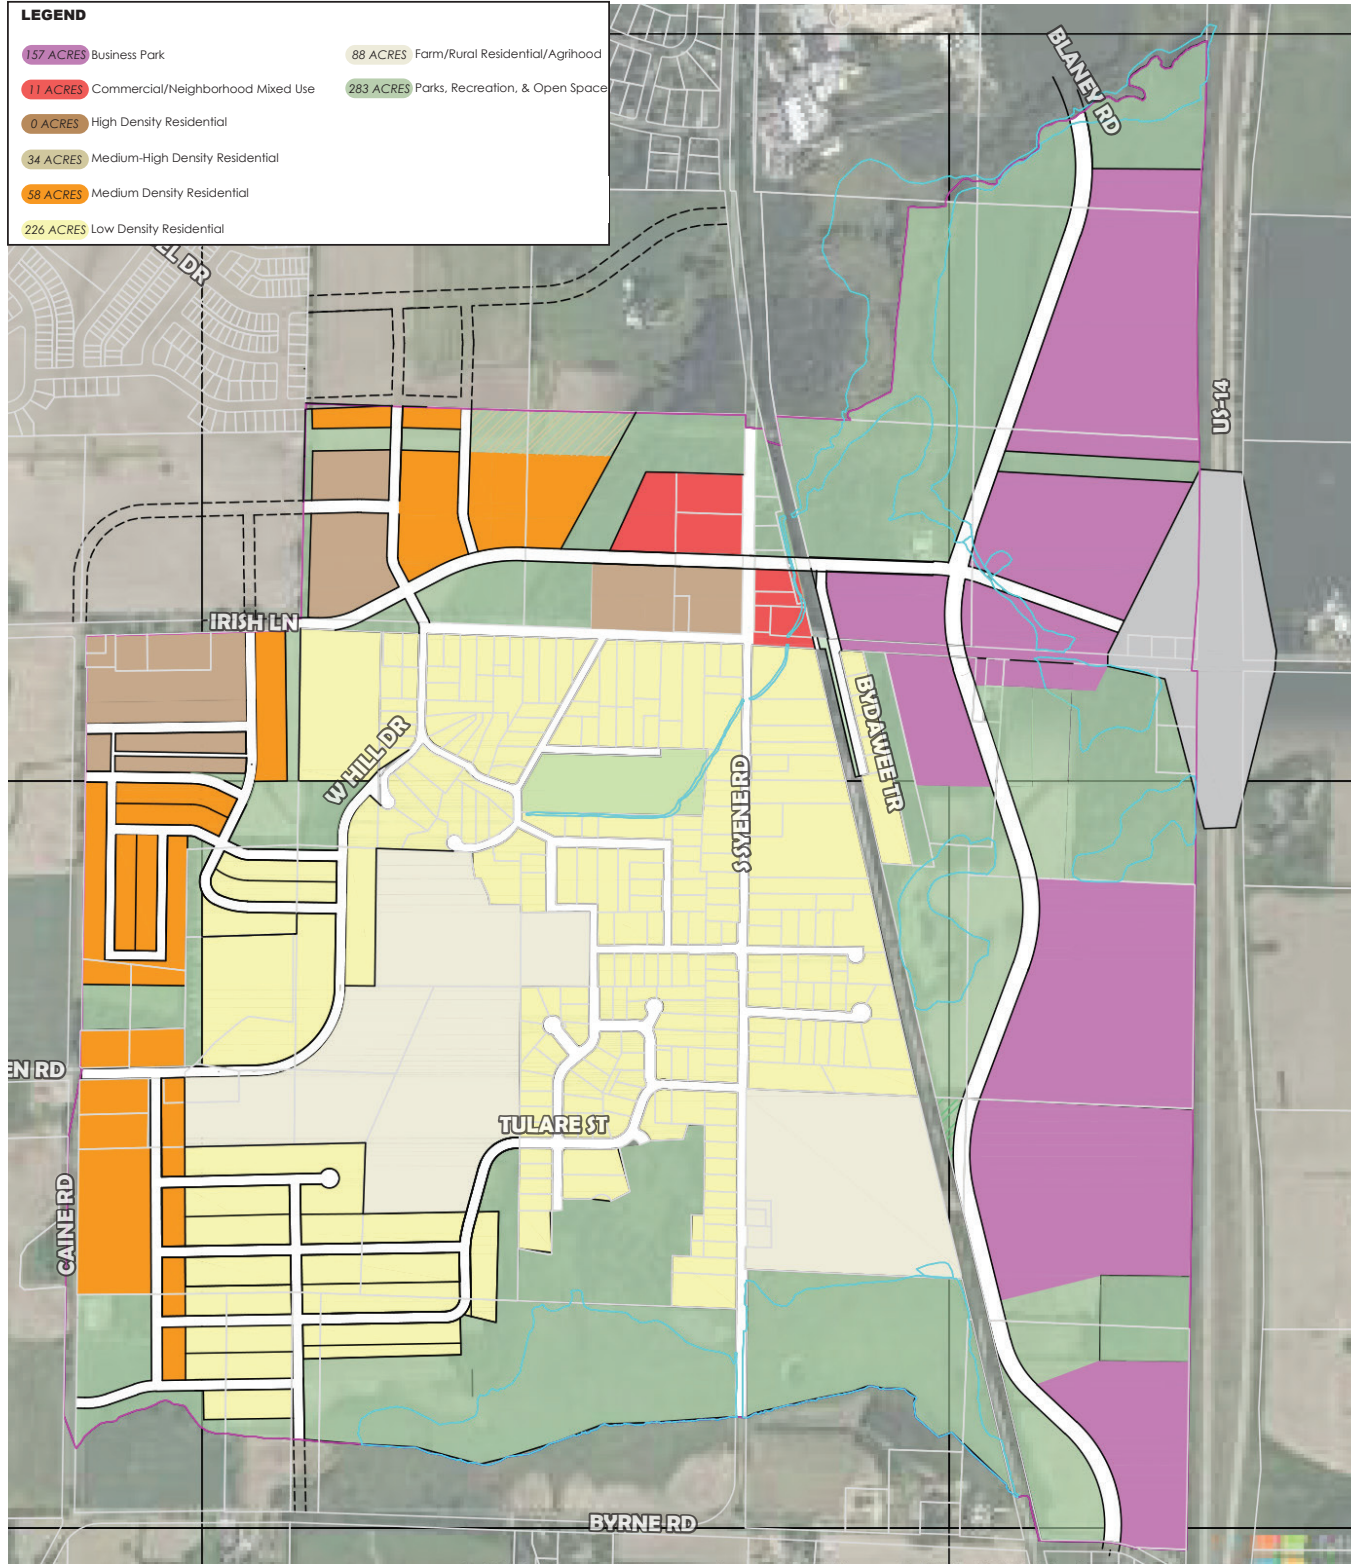 LEGEND
157 ACRES Business Park
11 ACRES Commercial/Neighborhood Mixed Use
0 ACRES High Density Residential
34 ACRES Medium-High Density Residential
58 ACRES Medium Density Residential
226 ACRES Low Density Residential
88 ACRES Farm/Rural Residential/Agrihood
283 ACRES Parks, Recreation, & Open Space
BLANEY RD
EL DR
US-14
IRISH LN
W HILL DR
BYDAWEE TR
S SYENE RD
EN RD
TULARE ST
CAINE RD
BYRNE RD